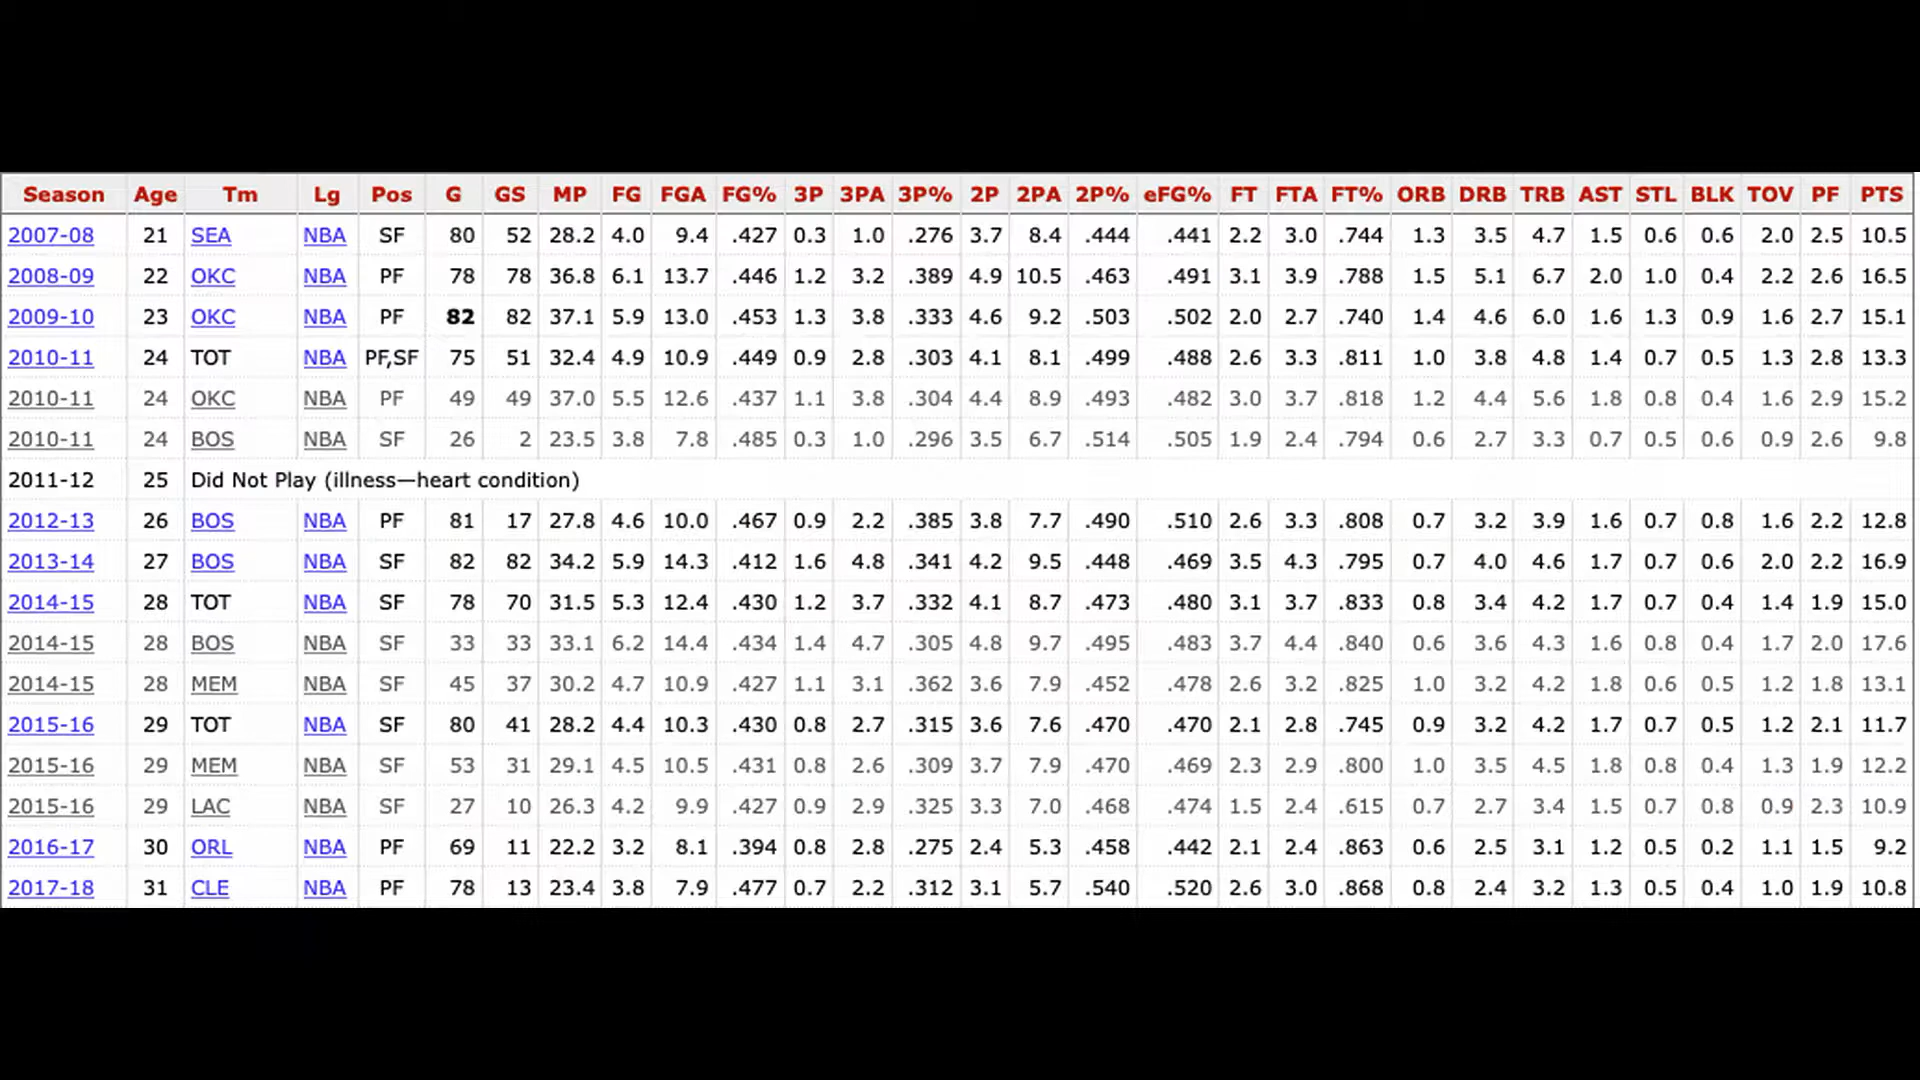 Season Age Tm Lg Pos G GS MP FG FGA FG% 3P 3PA 3P% 2P 2PA 2P% eFG% FT FTA FT% ORB DRB TRB AST STL BLK TOV PF PTS
2007-08 21 SEA NBA SF 80 52 28.2 4.0 9.4 .427 0.3 1.0 .276 3.7 8.4 .444 .441 2.2 3.0 .744 1.3 3.5 4.7 1.5 0.6 0.6 2.0 2.5 10.5
2008-09 22 OKC NBA PF 78 78 36.8 6.1 13.7 .446 1.2 3.2 .389 4.9 10.5 .463 .491 3.1 3.9 .788 1.5 5.1 6.7 2.0 1.0 0.4 2.2 2.6 16.5
2009-10 23 OKC NBA PF 82 82 37.1 5.9 13.0 .453 1.3 3.8 .333 4.6 9.2 .503 .502 2.0 2.7 .740 1.4 4.6 6.0 1.6 1.3 0.9 1.6 2.7 15.1
2010-11 24 TOT NBA PF,SF 75 51 32.4 4.9 10.9 .449 0.9 2.8 .303 4.1 8.1 .499 .488 2.6 3.3 .811 1.0 3.8 4.8 1.4 0.7 0.5 1.3 2.8 13.3
2010-11 24 OKC NBA PF 49 49 37.0 5.5 12.6 .437 1.1 3.8 .304 4.4 8.9 .493 .482 3.0 3.7 .818 1.2 4.4 5.6 1.8 0.8 0.4 1.6 2.9 15.2
2010-11 24 BOS NBA SF 26 2 23.5 3.8 7.8 .485 0.3 1.0 .296 3.5 6.7 .514 .505 1.9 2.4 .794 0.6 2.7 3.3 0.7 0.5 0.6 0.9 2.6 9.8
2011-12 25 Did Not Play (illness—heart condition)
2012-13 26 BOS NBA PF 81 17 27.8 4.6 10.0 .467 0.9 2.2 .385 3.8 7.7 .490 .510 2.6 3.3 .808 0.7 3.2 3.9 1.6 0.7 0.8 1.6 2.2 12.8
2013-14 27 BOS NBA SF 82 82 34.2 5.9 14.3 .412 1.6 4.8 .341 4.2 9.5 .448 .469 3.5 4.3 .795 0.7 4.0 4.6 1.7 0.7 0.6 2.0 2.2 16.9
2014-15 28 TOT NBA SF 78 70 31.5 5.3 12.4 .430 1.2 3.7 .332 4.1 8.7 .473 .480 3.1 3.7 .833 0.8 3.4 4.2 1.7 0.7 0.4 1.4 1.9 15.0
2014-15 28 BOS NBA SF 33 33 33.1 6.2 14.4 .434 1.4 4.7 .305 4.8 9.7 .495 .483 3.7 4.4 .840 0.6 3.6 4.3 1.6 0.8 0.4 1.7 2.0 17.6
2014-15 28 MEM NBA SF 45 37 30.2 4.7 10.9 .427 1.1 3.1 .362 3.6 7.9 .452 .478 2.6 3.2 .825 1.0 3.2 4.2 1.8 0.6 0.5 1.2 1.8 13.1
2015-16 29 TOT NBA SF 80 41 28.2 4.4 10.3 .430 0.8 2.7 .315 3.6 7.6 .470 .470 2.1 2.8 .745 0.9 3.2 4.2 1.7 0.7 0.5 1.2 2.1 11.7
2015-16 29 MEM NBA SF 53 31 29.1 4.5 10.5 .431 0.8 2.6 .309 3.7 7.9 .470 .469 2.3 2.9 .800 1.0 3.5 4.5 1.8 0.8 0.4 1.3 1.9 12.2
2015-16 29 LAC NBA SF 27 10 26.3 4.2 9.9 .427 0.9 2.9 .325 3.3 7.0 .468 .474 1.5 2.4 .615 0.7 2.7 3.4 1.5 0.7 0.8 0.9 2.3 10.9
2016-17 30 ORL NBA PF 69 11 22.2 3.2 8.1 .394 0.8 2.8 .275 2.4 5.3 .458 .442 2.1 2.4 .863 0.6 2.5 3.1 1.2 0.5 0.2 1.1 1.5 9.2
2017-18 31 CLE NBA PF 78 13 23.4 3.8 7.9 .477 0.7 2.2 .312 3.1 5.7 .540 .520 2.6 3.0 .868 0.8 2.4 3.2 1.3 0.5 0.4 1.0 1.9 10.8